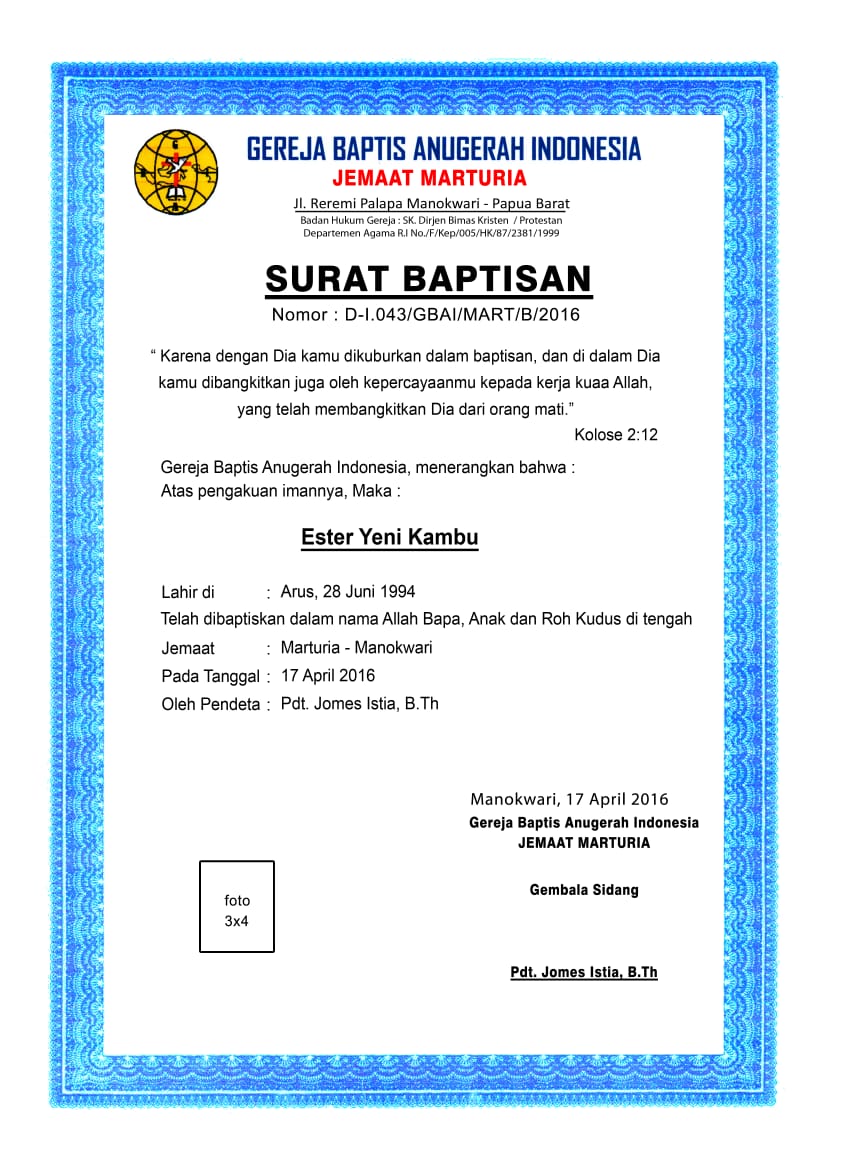 GEREJA BAPTIS ANUGERAH INDONESIA
JEMAAT MARTURIA
Jl. Reremi Palapa Manokwari - Papua Barat
Badan Hukum Gereja : SK. Dirjen Bimas Kristen / Protestan
Departemen Agama R.I No./F/Kep/005/HK/87/2381/1999
SURAT BAPTISAN
Nomor : D-I.043/GBAI/MART/B/2016
“ Karena dengan Dia kamu dikuburkan dalam baptisan, dan di dalam Dia
kamu dibangkitkan juga oleh kepercayaanmu kepada kerja kuaa Allah,
yang telah membangkitkan Dia dari orang mati.”
Kolose 2:12
Gereja Baptis Anugerah Indonesia, menerangkan bahwa :
Atas pengakuan imannya, Maka :
Ester Yeni Kambu
Lahir di : Arus, 28 Juni 1994
Telah dibaptiskan dalam nama Allah Bapa, Anak dan Roh Kudus di tengah
Jemaat : Marturia - Manokwari
Pada Tanggal : 17 April 2016
Oleh Pendeta : Pdt. Jomes Istia, B.Th
Manokwari, 17 April 2016
Gereja Baptis Anugerah Indonesia
JEMAAT MARTURIA
Gembala Sidang
foto
3x4
Pdt. Jomes Istia, B.Th